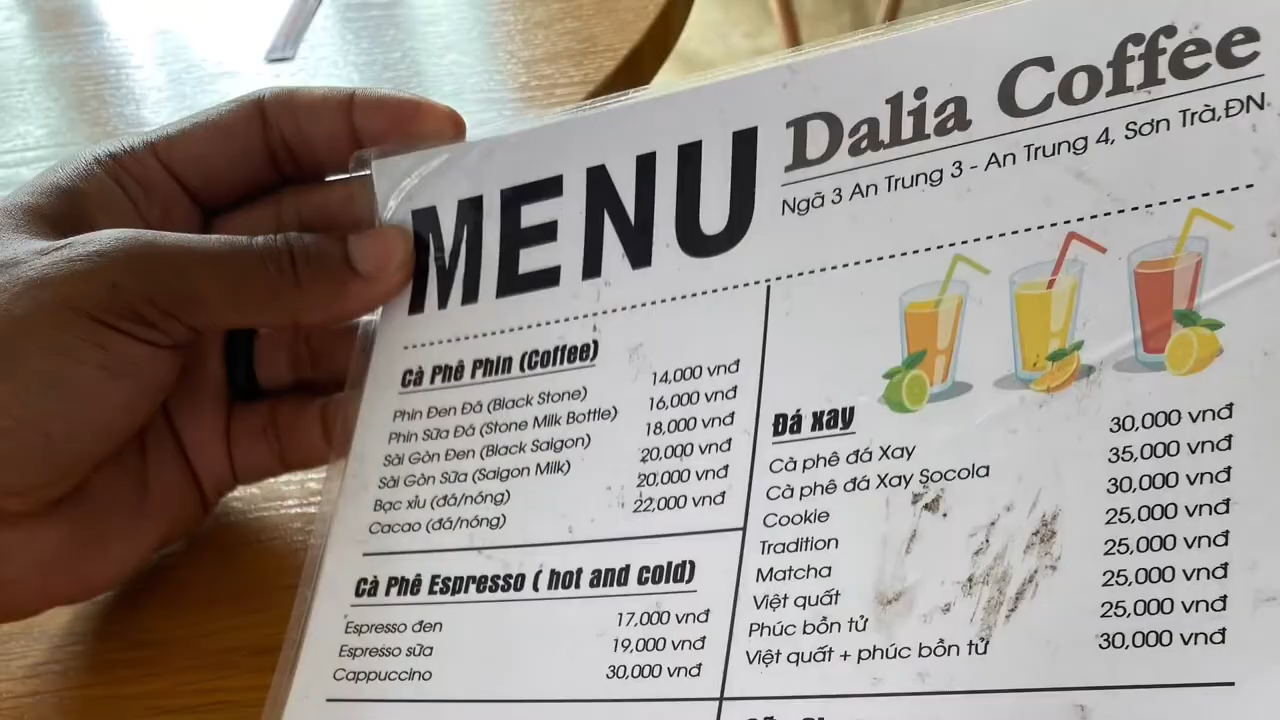 MENU
Dalia Coffee
Ngã 3 An Trung 3 - An Trung 4, Sơn Trà,ĐN.
Cà Phê Phin (Coffee)
Phin Đen Đá (Black Stone) 14,000 vnđ
Phin Sữa Đá (Stone Milk Bottle) 16,000 vnđ
Sài Gòn Đen (Black Saigon) 18,000 vnđ
Sài Gòn Sữa (Saigon Milk) 20,000 vnđ
Bạc xỉu (đá/nóng) 20,000 vnđ
Cacao (đá/nóng) 22,000 vnđ
Cà Phê Espresso ( hot and cold)
Espresso đen 17,000 vnđ
Espresso sữa 19,000 vnđ
Cappuccino 30,000 vnđ
Đá xay
Cà phê đá Xay 30,000 vnđ
Cà phê đá Xay Socola 35,000 vnđ
Cookie 30,000 vnđ
Tradition 25,000 vnđ
Matcha 25,000 vnđ
Việt quất 25,000 vnđ
Phúc bồn tử 25,000 vnđ
Việt quất + phúc bồn tử 30,000 vnđ